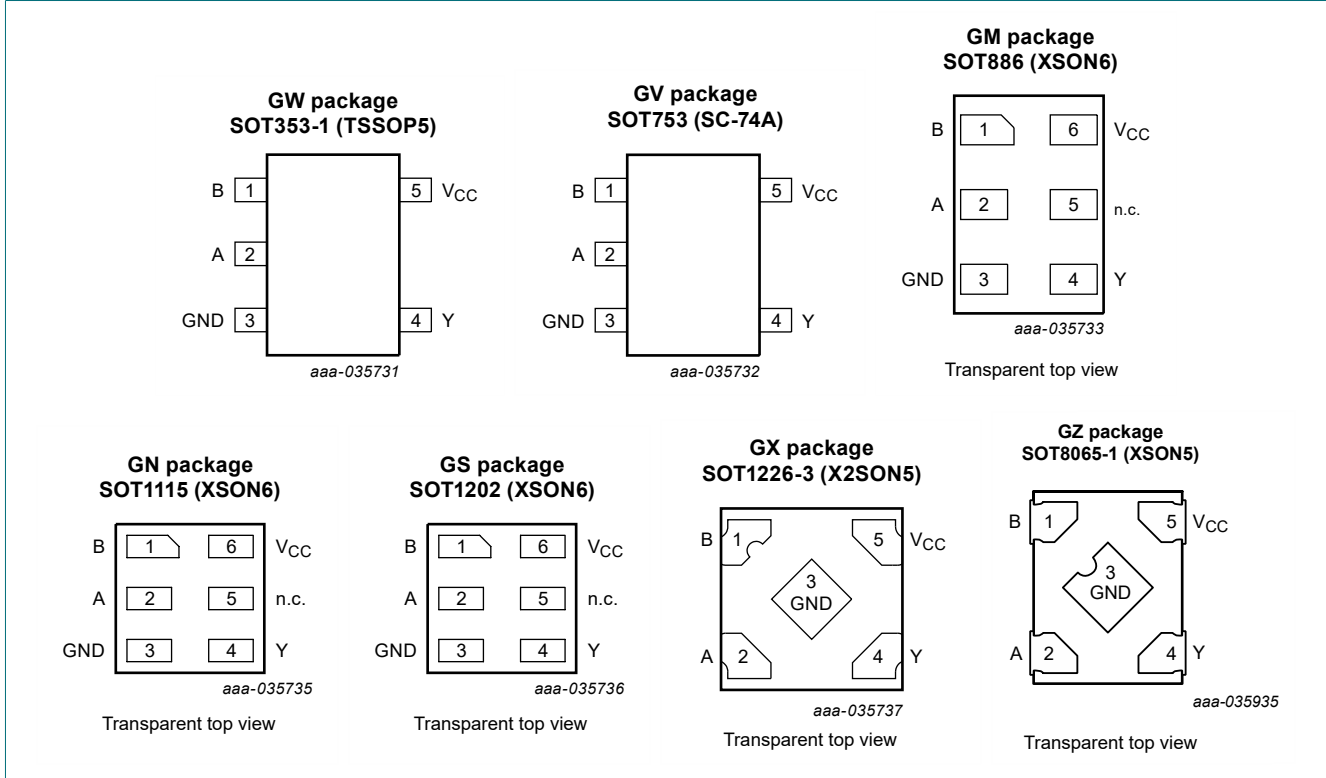 GW package
SOT353-1 (TSSOP5)
B 1 5 VCC
A 2
GND 3 4 Y
aaa-035731
GV package
SOT753 (SC-74A)
B 1 5 VCC
A 2
GND 3 4 Y
aaa-035732
GM package
SOT886 (XSON6)
B 1 6 VCC
A 2 5 n.c.
GND 3 4 Y
aaa-035733
Transparent top view
GN package
SOT1115 (XSON6)
B 1 6 VCC
A 2 5 n.c.
GND 3 4 Y
aaa-035735
Transparent top view
GS package
SOT1202 (XSON6)
B 1 6 VCC
A 2 5 n.c.
GND 3 4 Y
aaa-035736
Transparent top view
GX package
SOT1226-3 (X2SON5)
B 1 5 VCC
3
GND
A 2 4 Y
aaa-035737
Transparent top view
GZ package
SOT8065-1 (XSON5)
B 1 5 VCC
3
GND
A 2 4 Y
aaa-035935
Transparent top view